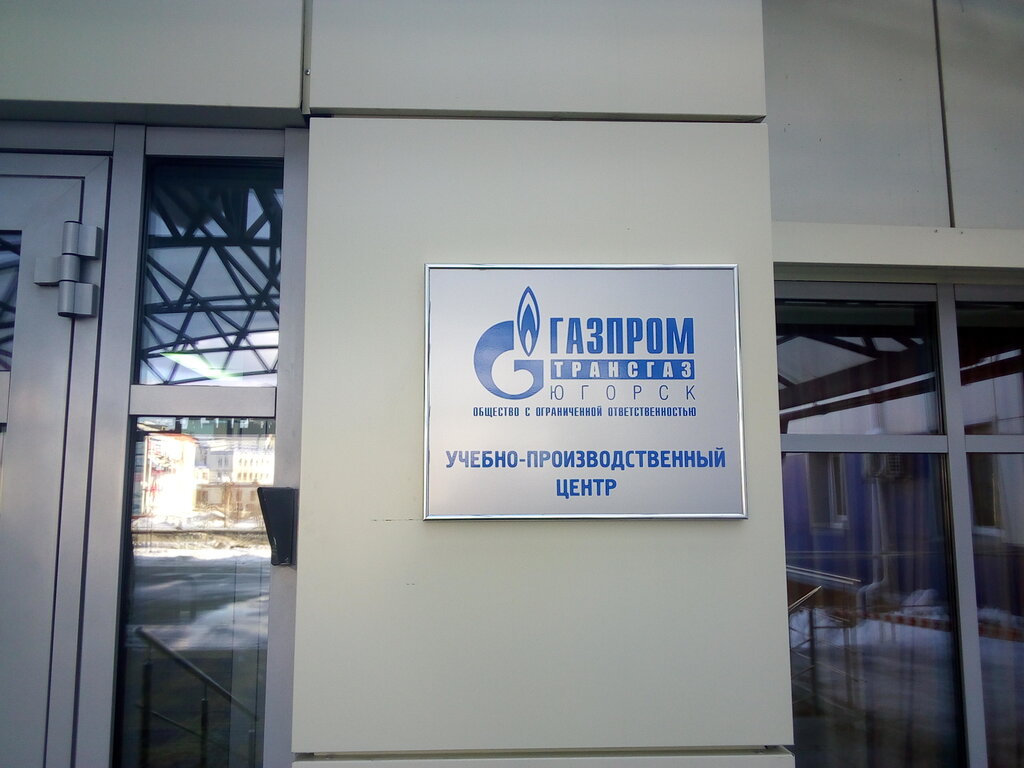 ГАЗПРОМ
ТРАНСГАЗ
ЮГОРСК
ОБЩЕСТВО С ОГРАНИЧЕННОЙ ОТВЕТСТВЕННОСТЬЮ
УЧЕБНО-ПРОИЗВОДСТВЕННЫЙ
ЦЕНТР